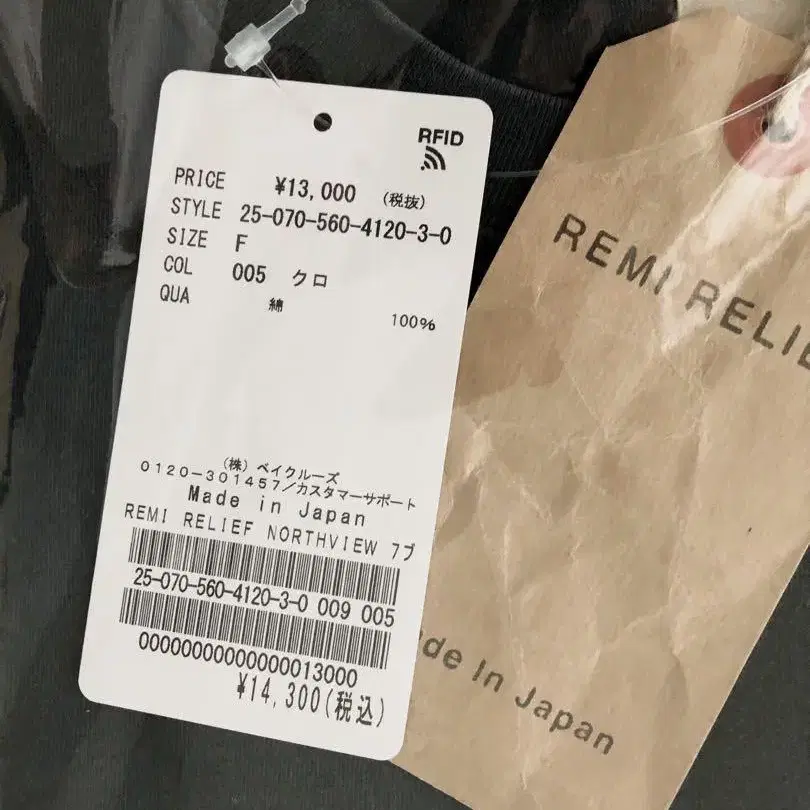 RFID
PRICE ¥13,000 (税抜)
STYLE 25-070-560-4120-3-0
SIZE F
COL 005 クロ
QUA 綿 100%
(株) ベイクルーズ
0120-301457/カスタマーサポート
Made in Japan
REMI RELIEF NORTHVIEW 7ブ
25-070-560-4120-3-0 009 005
00000000000000013000
¥14,300(税込)
REMI RELIE
de In Japan